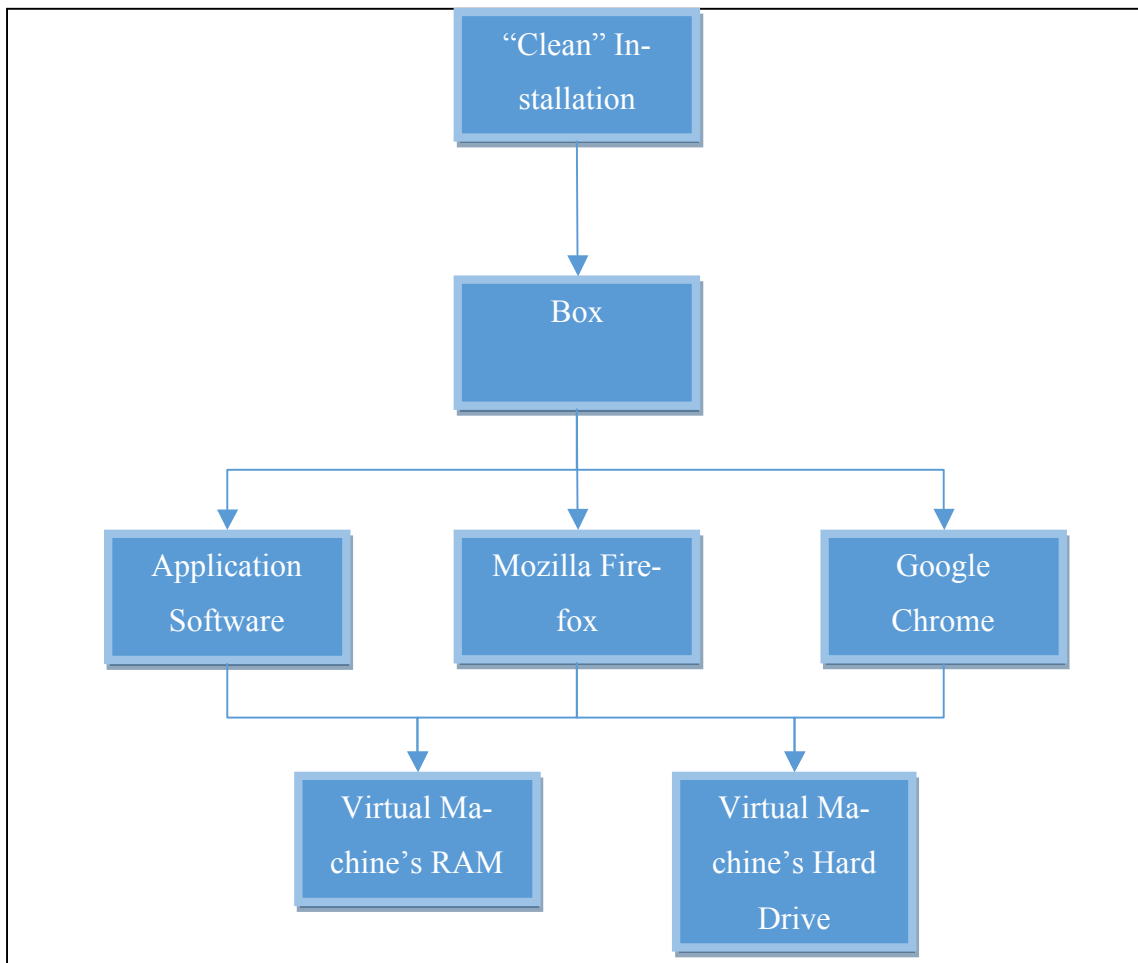 “Clean” In-
stallation
Box
Application
Software
Mozilla Fire-
fox
Google
Chrome
Virtual Ma-
chine’s RAM
Virtual Ma-
chine’s Hard
Drive